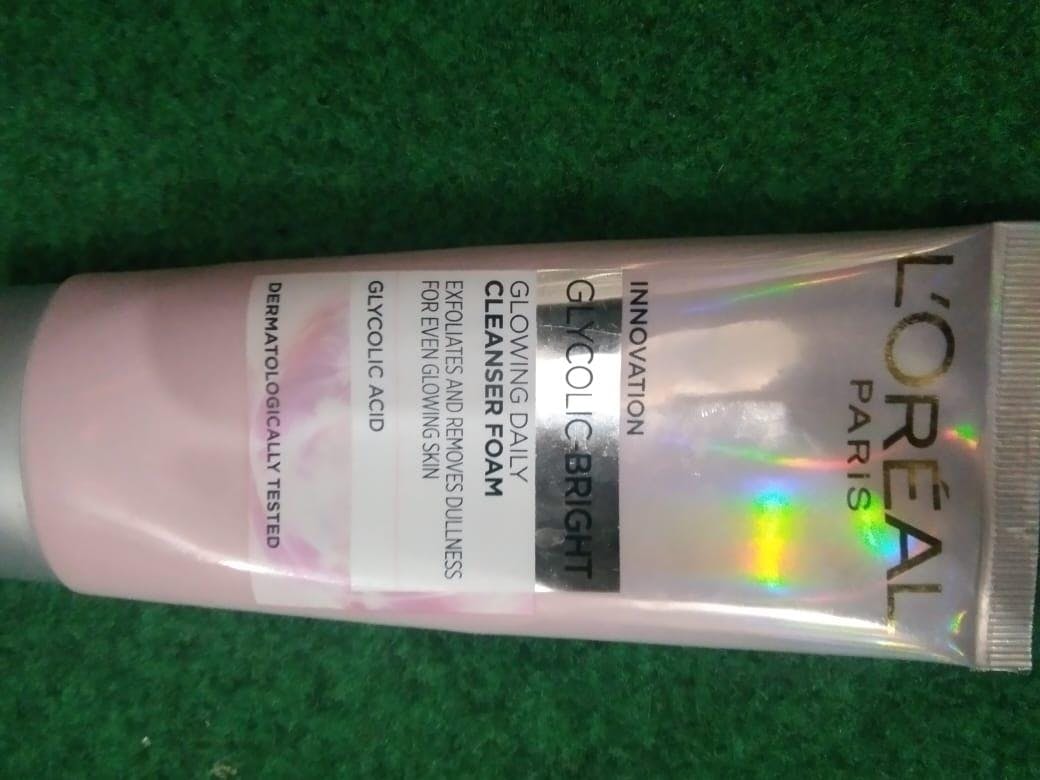 L'ORÉAL
PARIS
INNOVATION
GLYCOLIC-BRIGHT
GLOWING DAILY
CLEANSER FOAM
EXFOLIATES AND REMOVES DULLNESS
FOR EVEN GLOWING SKIN
GLYCOLIC ACID
DERMATOLOGICALLY TESTED